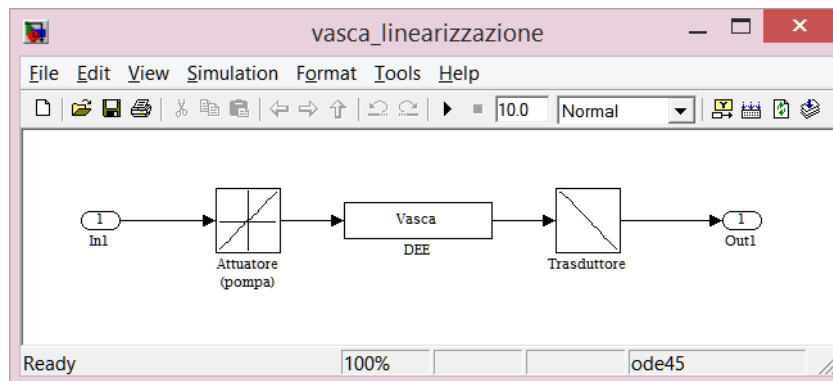 vasca_linearizzazione
File Edit View Simulation Format Tools Help
10.0 Normal
1
In1
Attuatore
(pompa)
Vasca
DEE
Trasduttore
1
Out1
Ready 100% ode45